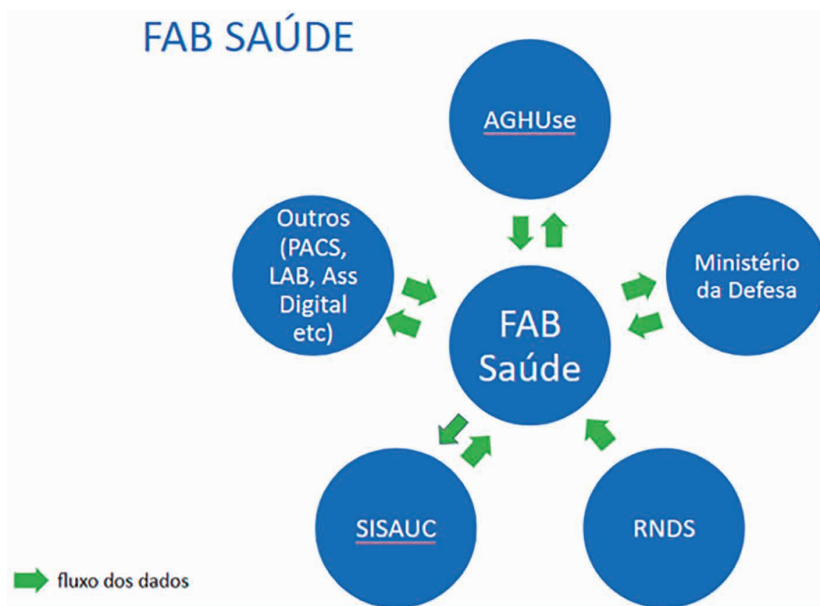 FAB SAÚDE
AGHUse
Outros
(PACS,
LAB, Ass
Digital
etc)
Ministério
da Defesa
FAB
Saúde
SISAUC
RNDS
fluxo dos dados